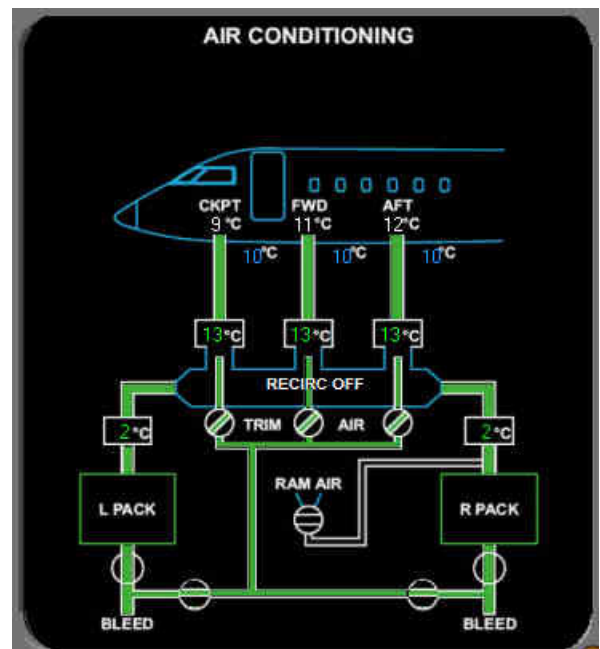 AIR CONDITIONING
CKPT FWD AFT
9 °C 11°C 12°C
10°C 10°C 10°C
13°C 13°C 13°C
RECIRC OFF
TRIM AIR
2°C 2°C
RAM AIR
L PACK R PACK
BLEED BLEED